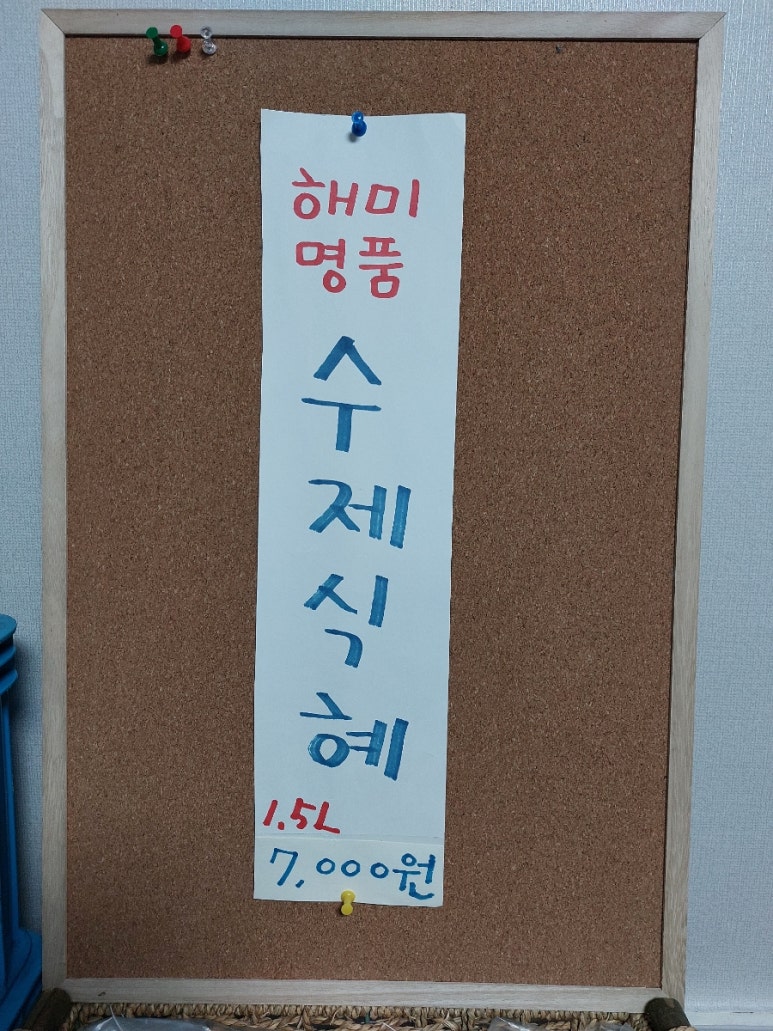 해미
명품
수제식혜
1.5L
7,000원